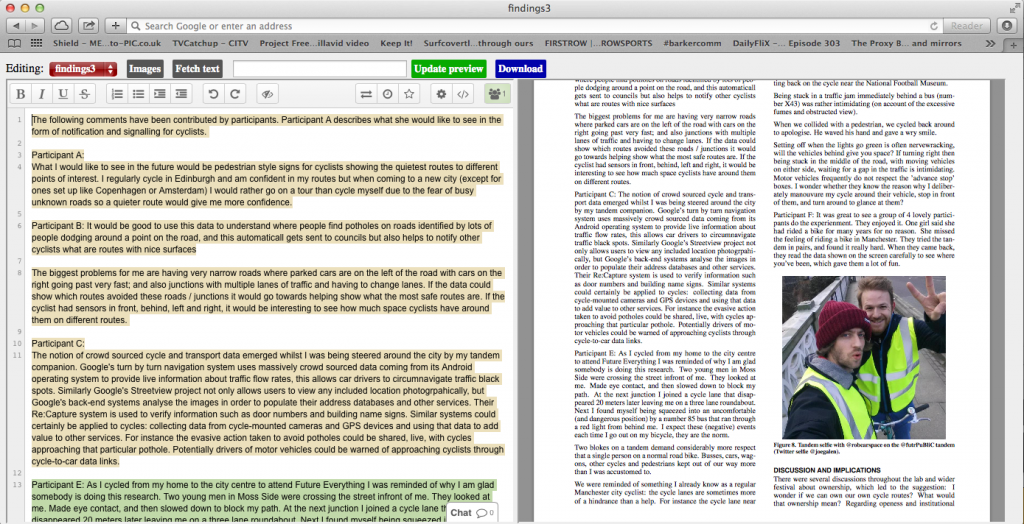 findings3
Search Google or enter an address
Reader
Shield - ME...to-PIC.co.uk
TVCatchup - CITV
Project Free...illavid video
Keep It!
Surfcovertl...through ours
FIRSTROW |...ROWSPORTS
#barkercomm
DailyFliX -... Episode 303
The Proxy B... and mirrors
Editing:
findings3
Images
Fetch text
Update preview
Download
B I U S
1
1 The following comments have been contributed by participants. Participant A describes what she would like to see in the
form of notification and signalling for cyclists.
2
3 Participant A:
4 What I would like to see in the future would be pedestrian style signs for cyclists showing the quietest routes to different
points of interest. I regularly cycle in Edinburgh and am confident in my routes but when coming to a new city (except for
ones set up like Copenhagen or Amsterdam) I would rather go on a tour than cycle myself due to the fear of busy
unknown roads so a quieter route would give me more confidence.
5
6 Participant B: It would be good to use this data to understand where people find potholes on roads identified by lots of
people dodging around a point on the road, and this automaticall gets sent to councils but also helps to notify other
cyclists what are routes with nice surfaces
7
8 The biggest problems for me are having very narrow roads where parked cars are on the left of the road with cars on the
right going past very fast; and also junctions with multiple lanes of traffic and having to change lanes. If the data could
show which routes avoided these roads / junctions it would go towards helping show what the most safe routes are. If the
cyclist had sensors in front, behind, left and right, it would be interesting to see how much space cyclists have around
them on different routes.
9
10 Participant C:
11 The notion of crowd sourced cycle and transport data emerged whilst I was being steered around the city by my tandem
companion. Google's turn by turn navigation system uses massively crowd sourced data coming from its Android
operating system to provide live information about traffic flow rates, this allows car drivers to circumnavigate traffic black
spots. Similarly Google's Streetview project not only allows users to view any included location photogrpahically, but
Google's back-end systems analyse the images in order to populate their address databases and other services. Their
Re:Capture system is used to verify information such as door numbers and building name signs. Similar systems could
certainly be applied to cycles: collecting data from cycle-mounted cameras and GPS devices and using that data to add
value to other services. For instance the evasive action taken to avoid potholes could be shared, live, with cycles
approaching that particular pothole. Potentially drivers of motor vehicles could be warned of approaching cyclists through
cycle-to-car data links.
12
13 Participant E: As I cycled from my home to the city centre to attend Future Everything I was reminded of why I am glad
somebody is doing this research. Two young men in Moss Side were crossing the street infront of me. They looked at
me. Made eye contact, and then slowed down to block my path. At the next junction I joined a cycle lane th
disappeared 20 meters later leaving me on a three lane roundabout. Next I found myself being squeezed i
Chat 0
where people find potholes on roads identified by lots of peo-
ple dodging around a point on the road, and this automaticall
gets sent to councils but also helps to notify other cyclists
what are routes with nice surfaces
The biggest problems for me are having very narrow roads
where parked cars are on the left of the road with cars on the
right going past very fast; and also junctions with multiple
lanes of traffic and having to change lanes. If the data could
show which routes avoided these roads / junctions it would
go towards helping show what the most safe routes are. If the
cyclist had sensors in front, behind, left and right, it would be
interesting to see how much space cyclists have around them
on different routes.
Participant C: The notion of crowd sourced cycle and trans-
port data emerged whilst I was being steered around the city
by my tandem companion. Google's turn by turn navigation
system uses massively crowd sourced data coming from its
Android operating system to provide live information about
traffic flow rates, this allows car drivers to circumnavigate
traffic black spots. Similarly Google's Streetview project not
only allows users to view any included location photogrpahi-
cally, but Google's back-end systems analyse the images in
order to populate their address databases and other services.
Their Re:Capture system is used to verify information such
as door numbers and building name signs. Similar systems
could certainly be applied to cycles: collecting data from
cycle-mounted cameras and GPS devices and using that data
to add value to other services. For instance the evasive action
taken to avoid potholes could be shared, live, with cycles ap-
proaching that particular pothole. Potentially drivers of mo-
tor vehicles could be warned of approaching cyclists through
cycle-to-car data links.
Participant E: As I cycled from my home to the city centre
to attend Future Everything I was reminded of why I am glad
somebody is doing this research. Two young men in Moss
Side were crossing the street infront of me. They looked at
me. Made eye contact, and then slowed down to block my
path. At the next junction I joined a cycle lane that disap-
peared 20 meters later leaving me on a three lane roundabout.
Next I found myself being squeezed into an uncomfortable
(and dangerous position) by a number 85 bus that ran through
a red light from behind me. I expect these (negative) events
each time I go out on my bicycle, they are the norm.
Two blokes on a tandem demand considerably more respect
that a single person on a normal road bike. Busses, cars, wag-
ons, other cycles and pedestrians kept out of our way more
than I was accustomed to.
We were reminded of something I already know as a regular
Manchester city cyclist: the cycle lanes are sometimes more
of a hindrance than a help. For instance the cycle lane near
ting back on the cycle near the National Football Museum.
Being stuck in a traffic jam immediately behind a bus (num-
ber X43) was rather intimidating (on account of the excessive
fumes and obstructed view).
When we collided with a pedestrian, we cycled back around
to apologise. He waved his hand and gave a wry smile.
Setting off when the lights go green is often nervewracking,
will the vehicles behind give you space? If turning right then
being stuck in the middle of the road, with moving vehicles
on either side, waiting for a gap in the traffic is intimidating.
Motor vehicles frequently do not respect the 'advance stop'
boxes. I wonder whether they know the reason why I deliber-
ately manouvure my cycle around their vehicle, stop in front
of them, and turn around to glance at them?
Participant F: It was great to see a group of 4 lovely partici-
pants do the experiment. They enjoyed it. One girl said she
had rided a bike for many years for no reason. She missed
the feeling of riding a bike in Manchester. They tried the tan-
dem in pairs, and found it really hard. When they came back,
they read the data shown on the screen carefully to see where
you've been, which gave them a lot of fun.
Figure 8. Tandem selfie with @robcarspace on the #futrPuBliC tandem
(Twitter selfie @joegalen).
DISCUSSION AND IMPLICATIONS
There were several discussions throughout the lab and wider
festival about ownership, which led to the suggestion: I
wonder if we can own our own cycle routes? What would
that ownership mean? Regarding openess and institutional